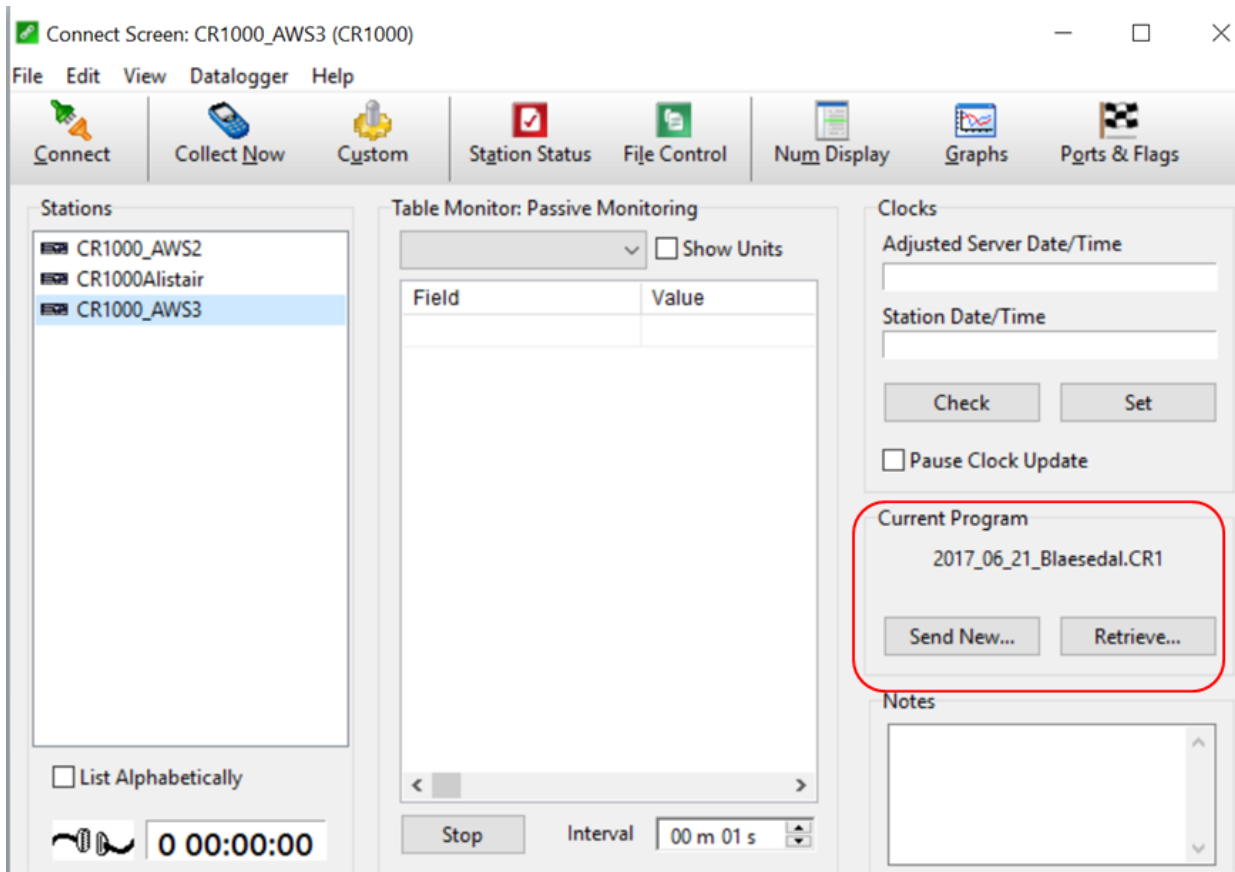 Connect Screen: CR1000_AWS3 (CR1000)
File Edit View Datalogger Help
Connect Collect Now Custom Station Status File Control Num Display Graphs Ports & Flags
Stations
CR1000_AWS2
CR1000Alistair
CR1000_AWS3
List Alphabetically
0 00:00:00
Table Monitor: Passive Monitoring
Show Units
Field Value
Stop Interval 00 m 01 s
Clocks
Adjusted Server Date/Time
Station Date/Time
Check Set
Pause Clock Update
Current Program
2017_06_21_Blaesedal.CR1
Send New... Retrieve...
Notes